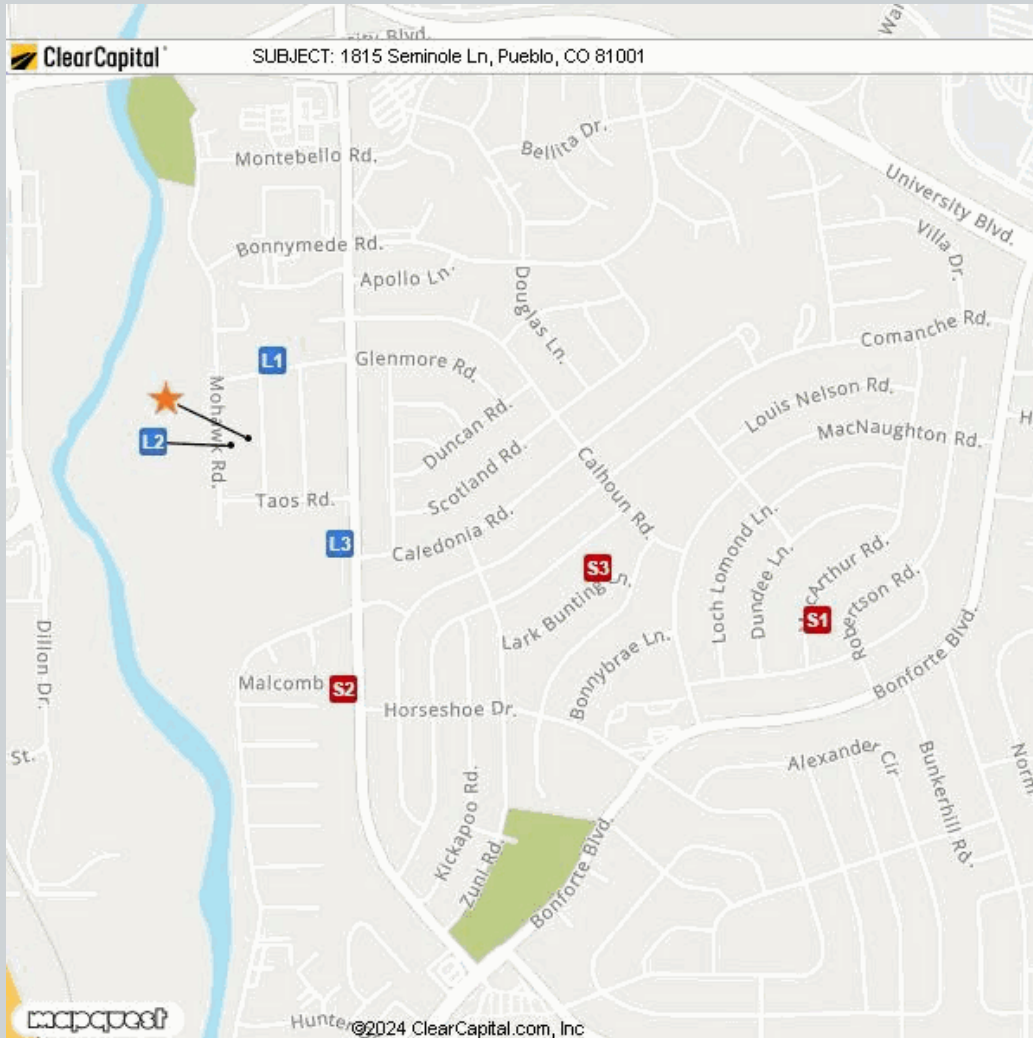 ClearCapital
SUBJECT: 1815 Seminole Ln, Pueblo, CO 81001
Montebello Rd.
Bellita Dr.
University Blvd.
Bonnymede Rd.
Villa Dr.
Apollo Ln.
Douglas Ln.
Comanche Rd.
L1
Glenmore Rd.
Mohawk Rd.
Louis Nelson Rd.
Duncan Rd.
MacNaughton Rd.
L2
Scotland Rd.
Calhoun Rd.
Taos Rd.
Caledonia Rd.
Loch Lomond Ln.
L3
Dundee Ln.
S3
Lark Bunting Ln.
cArthur Rd.
Robertson Rd.
S1
Dillon Dr.
Bonnybrae Ln.
Bonforte Blvd.
Malcomb
S2
Horseshoe Dr.
St.
Alexander Cir
Bunkerhill Rd.
Norm
Kickapoo Rd.
Zuni Rd.
Bonforte Blvd.
mapquest
Hunter
©2024 ClearCapital.com, Inc